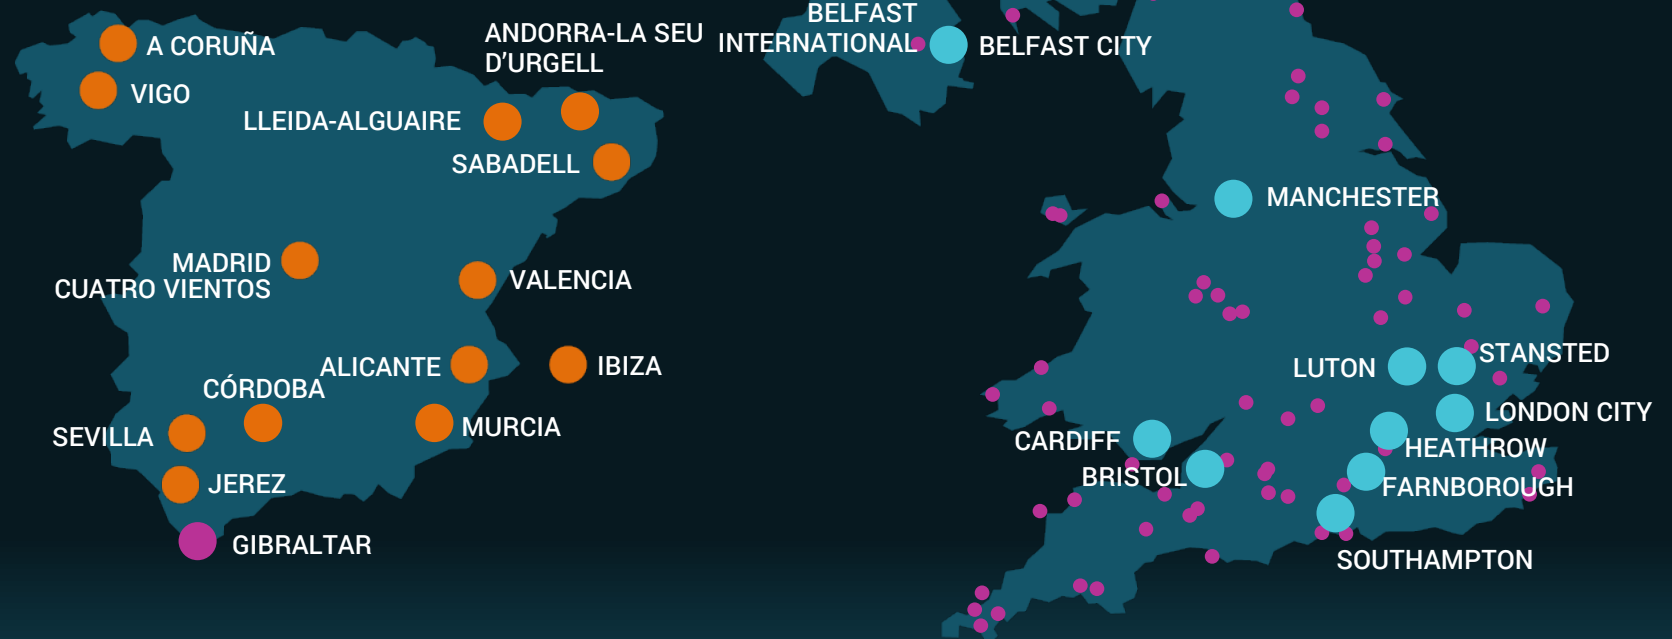 A CORUÑA
VIGO
ANDORRA-LA SEU
D’URGELL
LLEIDA-ALGUAIRE
SABADELL
MADRID
CUATRO VIENTOS
VALENCIA
ALICANTE
IBIZA
CÓRDOBA
SEVILLA
MURCIA
JEREZ
GIBRALTAR
BELFAST
INTERNATIONAL
BELFAST CITY
MANCHESTER
STANSTED
LUTON
LONDON CITY
CARDIFF
HEATHROW
BRISTOL
FARNBOROUGH
SOUTHAMPTON